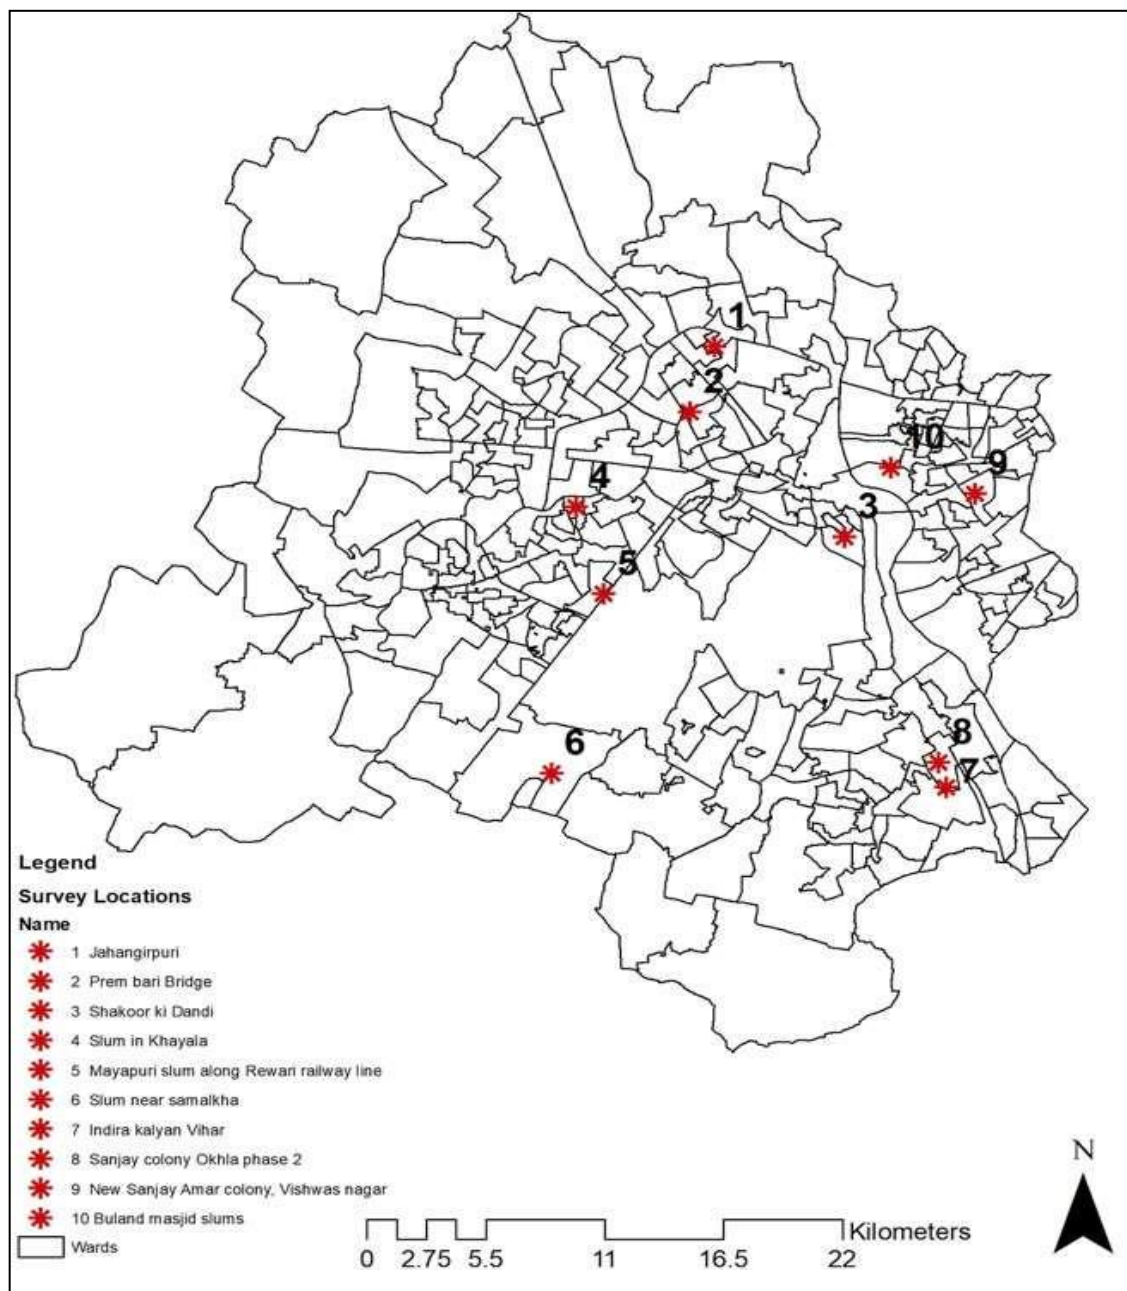 1
2
10
9
4
3
5
8
6
7
Legend
Survey Locations
Name
1 Jahangirpuri
2 Prem bari Bridge
3 Shakoor ki Dandi
4 Slum in Khayala
5 Mayapuri slum along Rewari railway line
6 Slum near samalkha
7 Indira kalyan Vihar
8 Sanjay colony Okhla phase 2
9 New Sanjay Amar colony, Vishwas nagar
10 Buland masjid slums
Wards
N
Kilometers
0 2.75 5.5 11 16.5 22